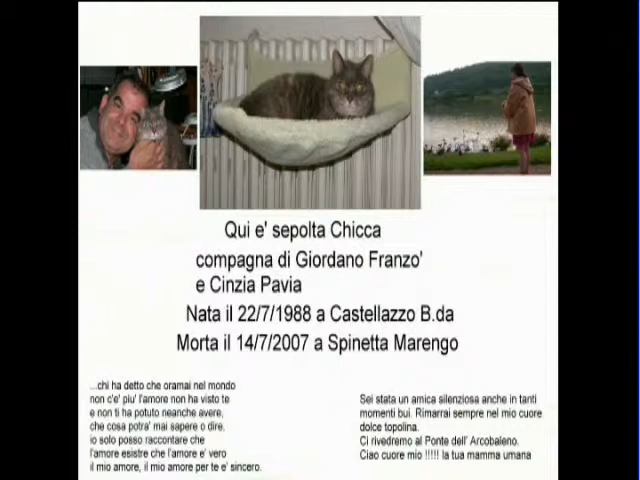 Qui e' sepolta Chicca
compagna di Giordano Franzo'
e Cinzia Pavia
Nata il 22/7/1988 a Castellazzo B.da
Morta il 14/7/2007 a Spinetta Marengo
...chi ha detto che oramai nel mondo
non c'e' piu' l'amore non ha visto te
e non ti ha potuto neanche avere,
che cosa potra' mai sapere o dire.
io solo posso raccontare che
l'amore esistre che l'amore e' vero
il mio amore, il mio amore per te e' sincero.
Sei stata un amica silenziosa anche in tanti
momenti bui. Rimarrai sempre nel mio cuore
dolce topolina.
Ci rivedremo al Ponte dell' Arcobaleno.
Ciao cuore mio !!!!! la tua mamma umana